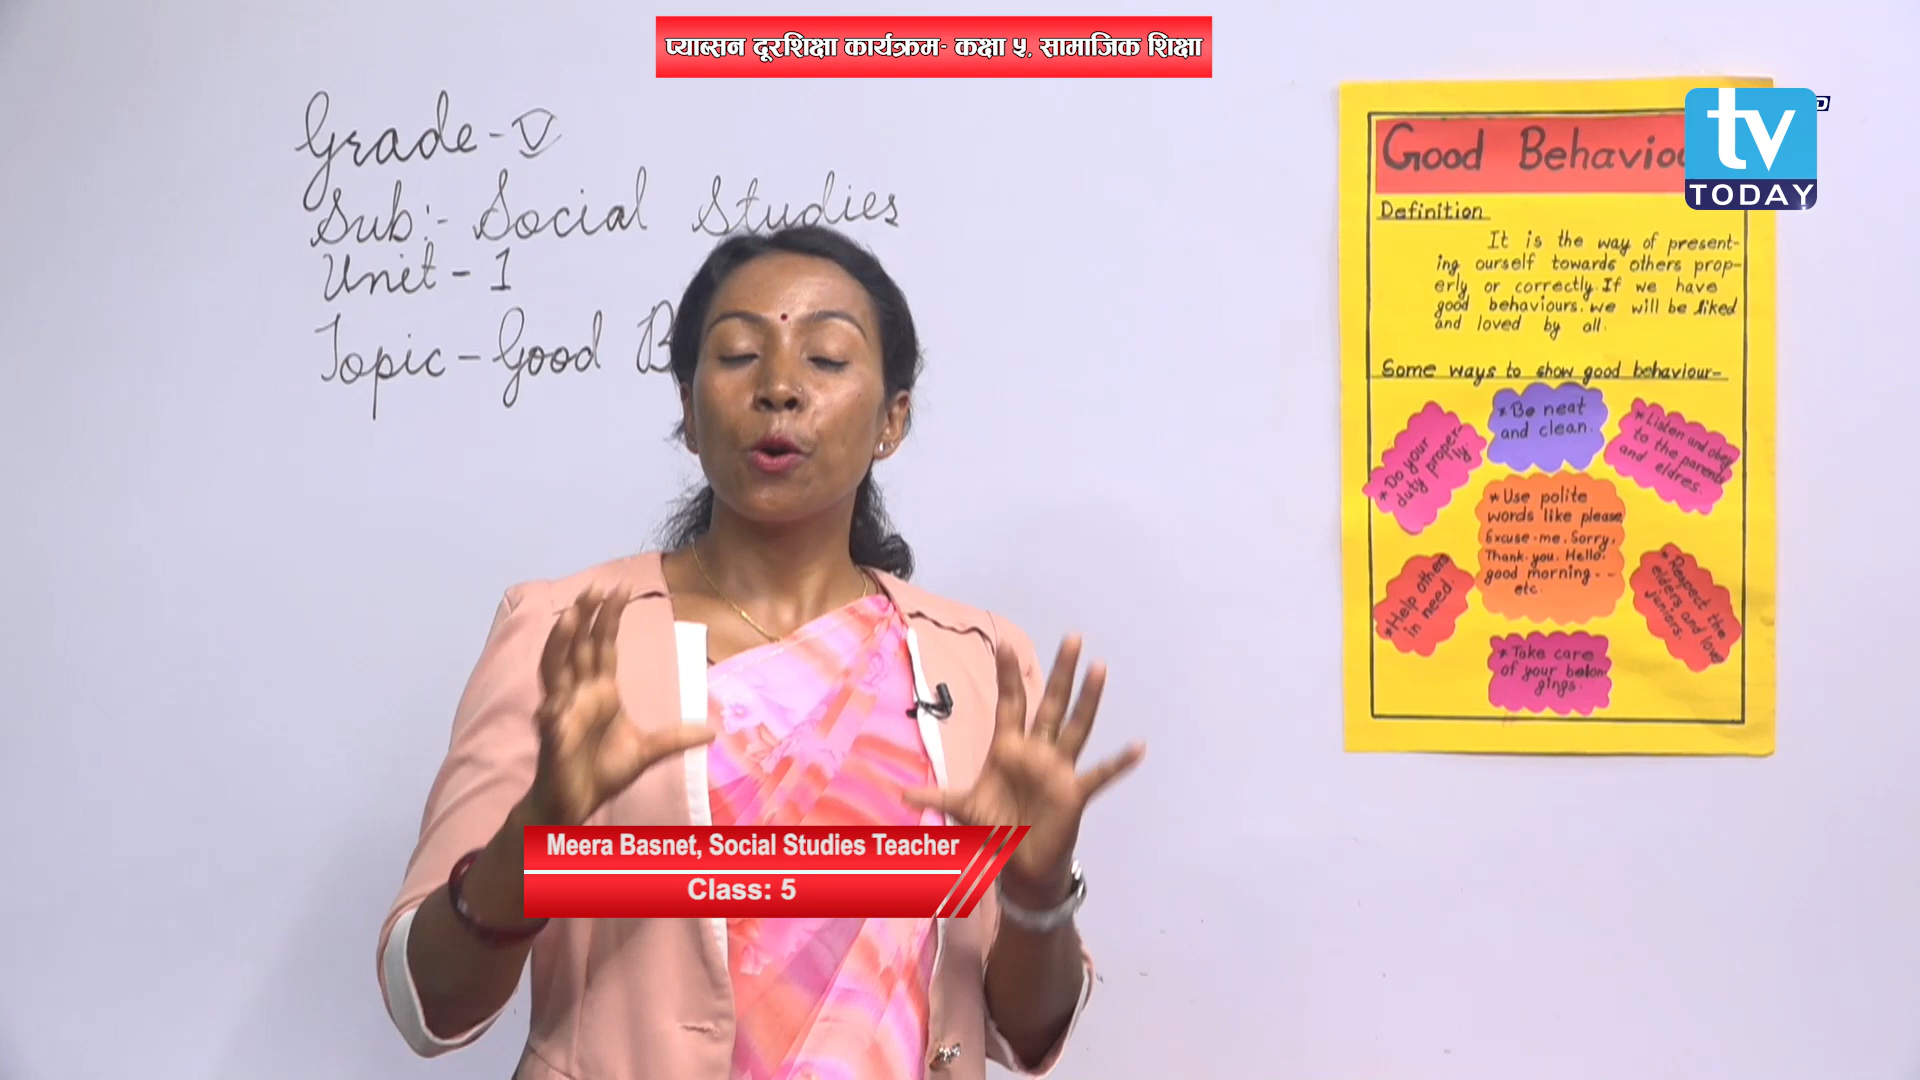 प्याब्सन दूरशिक्षा कार्यक्रम- कक्षा ५, सामाजिक शिक्षा
Grade - V
Sub:- Social Studies
Unit - 1
Topic - Good B
Good Behaviou
tv
TODAY
Definition
It is the way of present-
ing ourself towards others prop-
erly or correctly. If we have
good behaviours. we will be liked
and loved by all.
Some ways to show good behaviour-
* Do your
duty proper-
ly.
* Be neat
and clean.
* Listen and obey
to the parents
and eldres.
* Use polite
words like please,
Excuse-me. Sorry,
Thank-you. Hello.
good morning--
etc.
* Help others
in need.
* Respect the
elders and love
juniors.
* Take care
of your belon
gings.
Meera Basnet, Social Studies Teacher
Class: 5